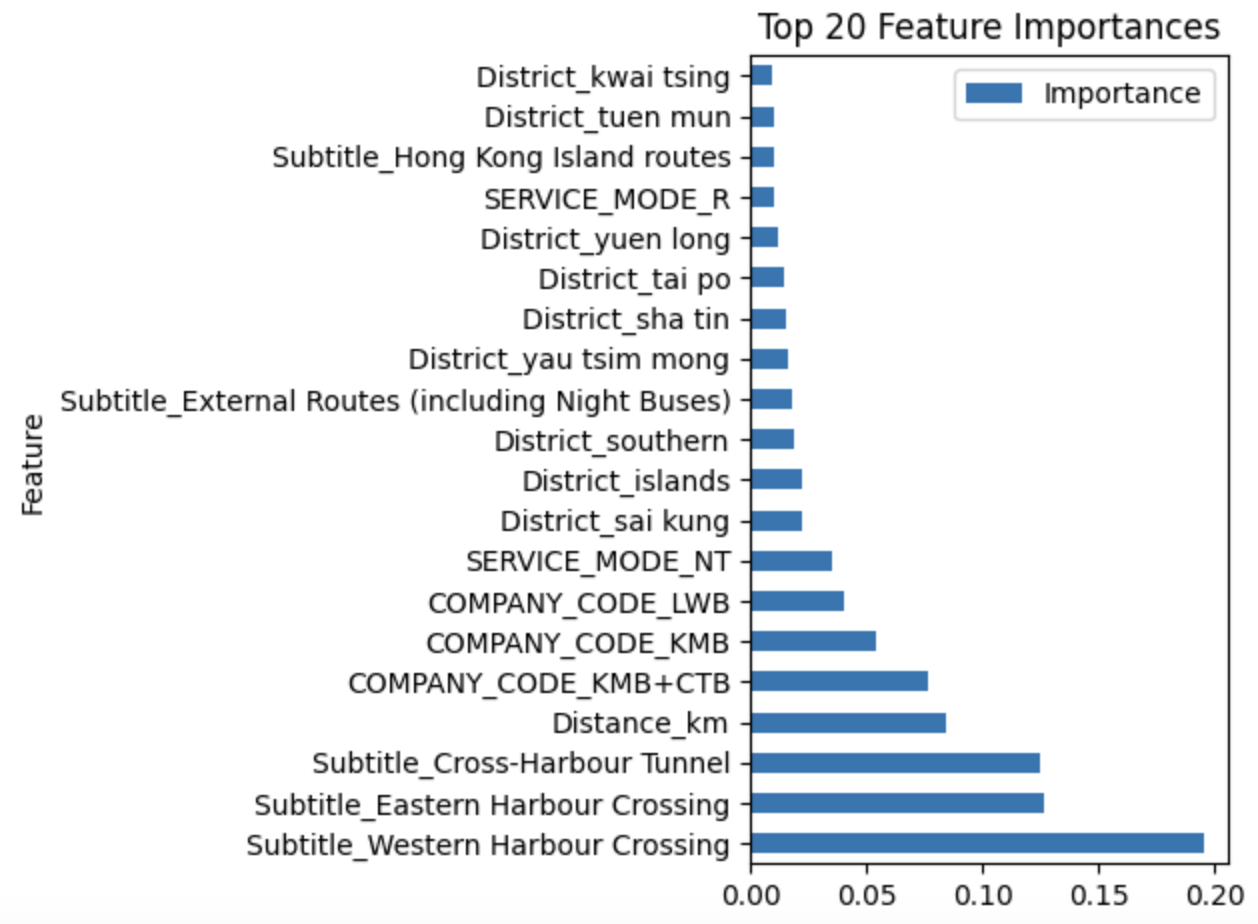 Top 20 Feature Importances
Importance
Feature
District_kwai tsing
District_tuen mun
Subtitle_Hong Kong Island routes
SERVICE_MODE_R
District_yuen long
District_tai po
District_sha tin
District_yau tsim mong
Subtitle_External Routes (including Night Buses)
District_southern
District_islands
District_sai kung
SERVICE_MODE_NT
COMPANY_CODE_LWB
COMPANY_CODE_KMB
COMPANY_CODE_KMB+CTB
Distance_km
Subtitle_Cross-Harbour Tunnel
Subtitle_Eastern Harbour Crossing
Subtitle_Western Harbour Crossing
0.00 0.05 0.10 0.15 0.20